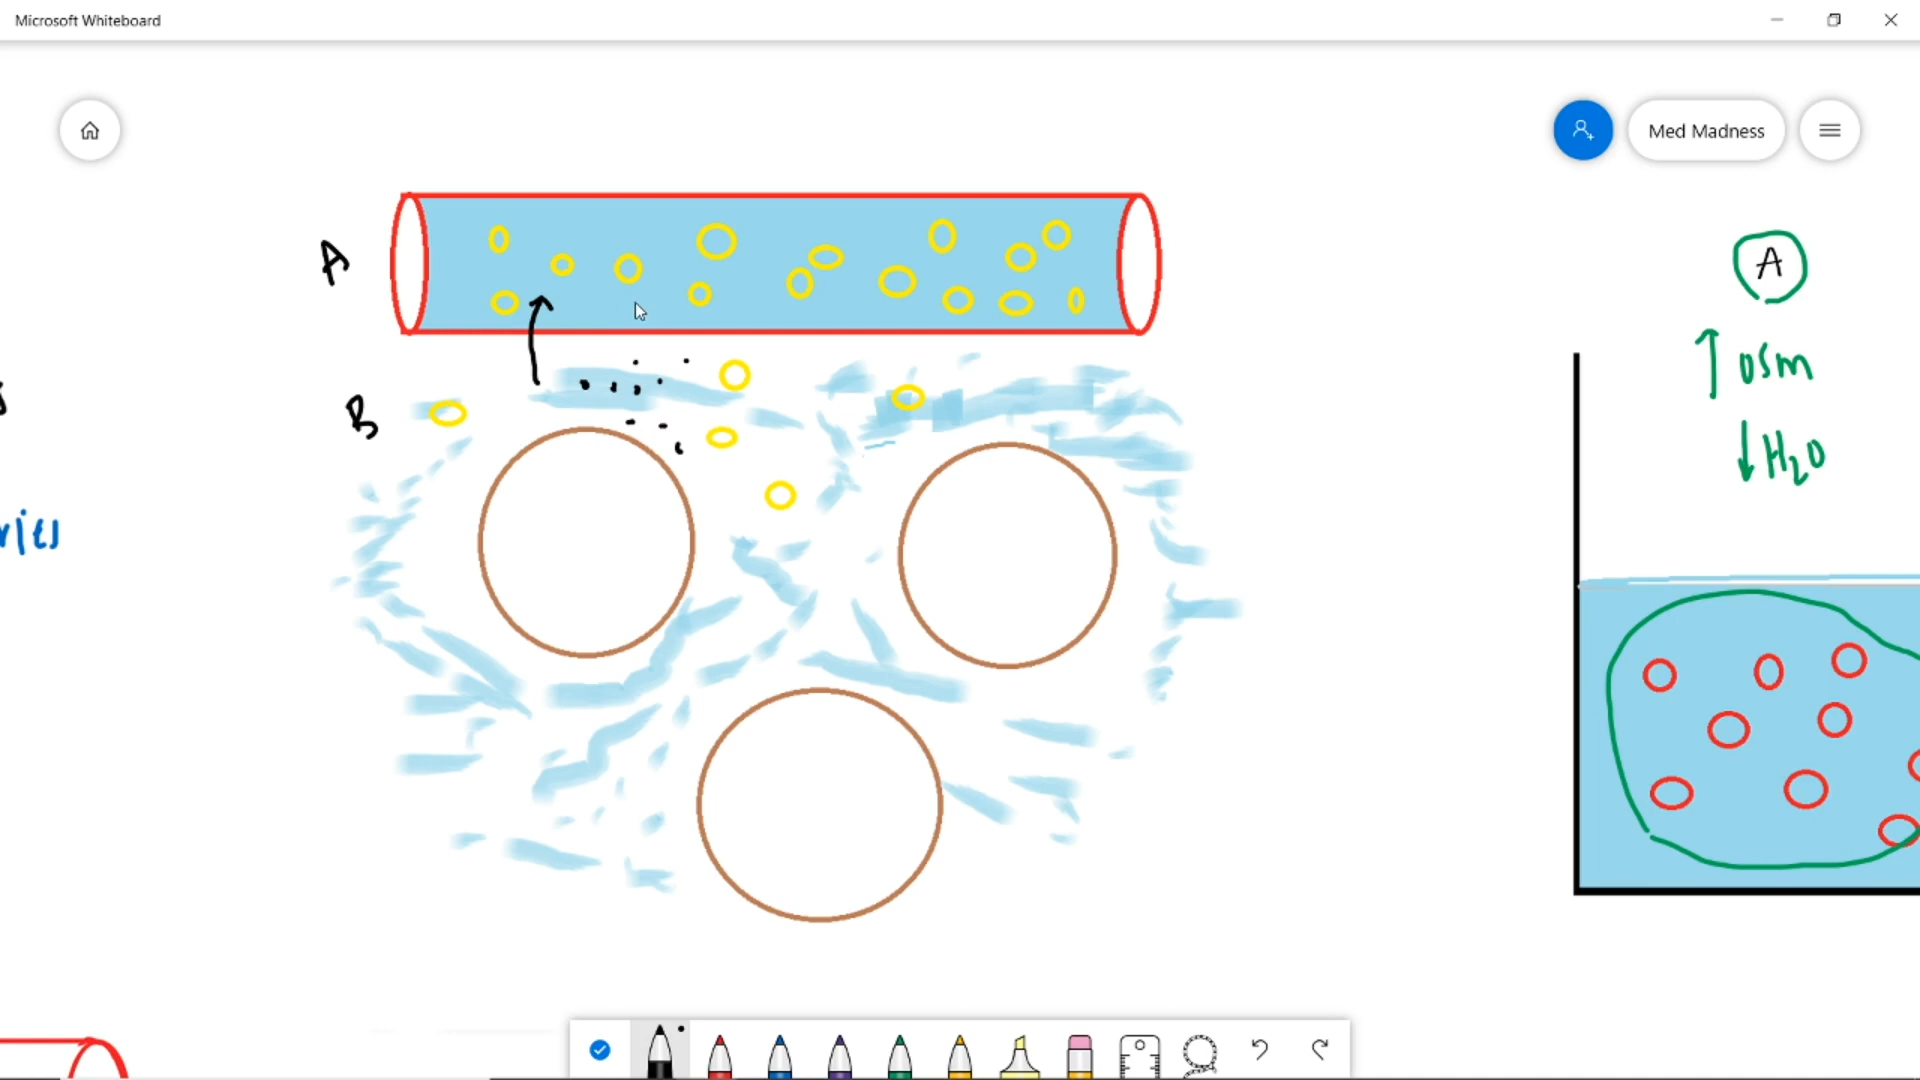 Microsoft Whiteboard
Med Madness
A
B
A
↑ osm
↓ H₂O